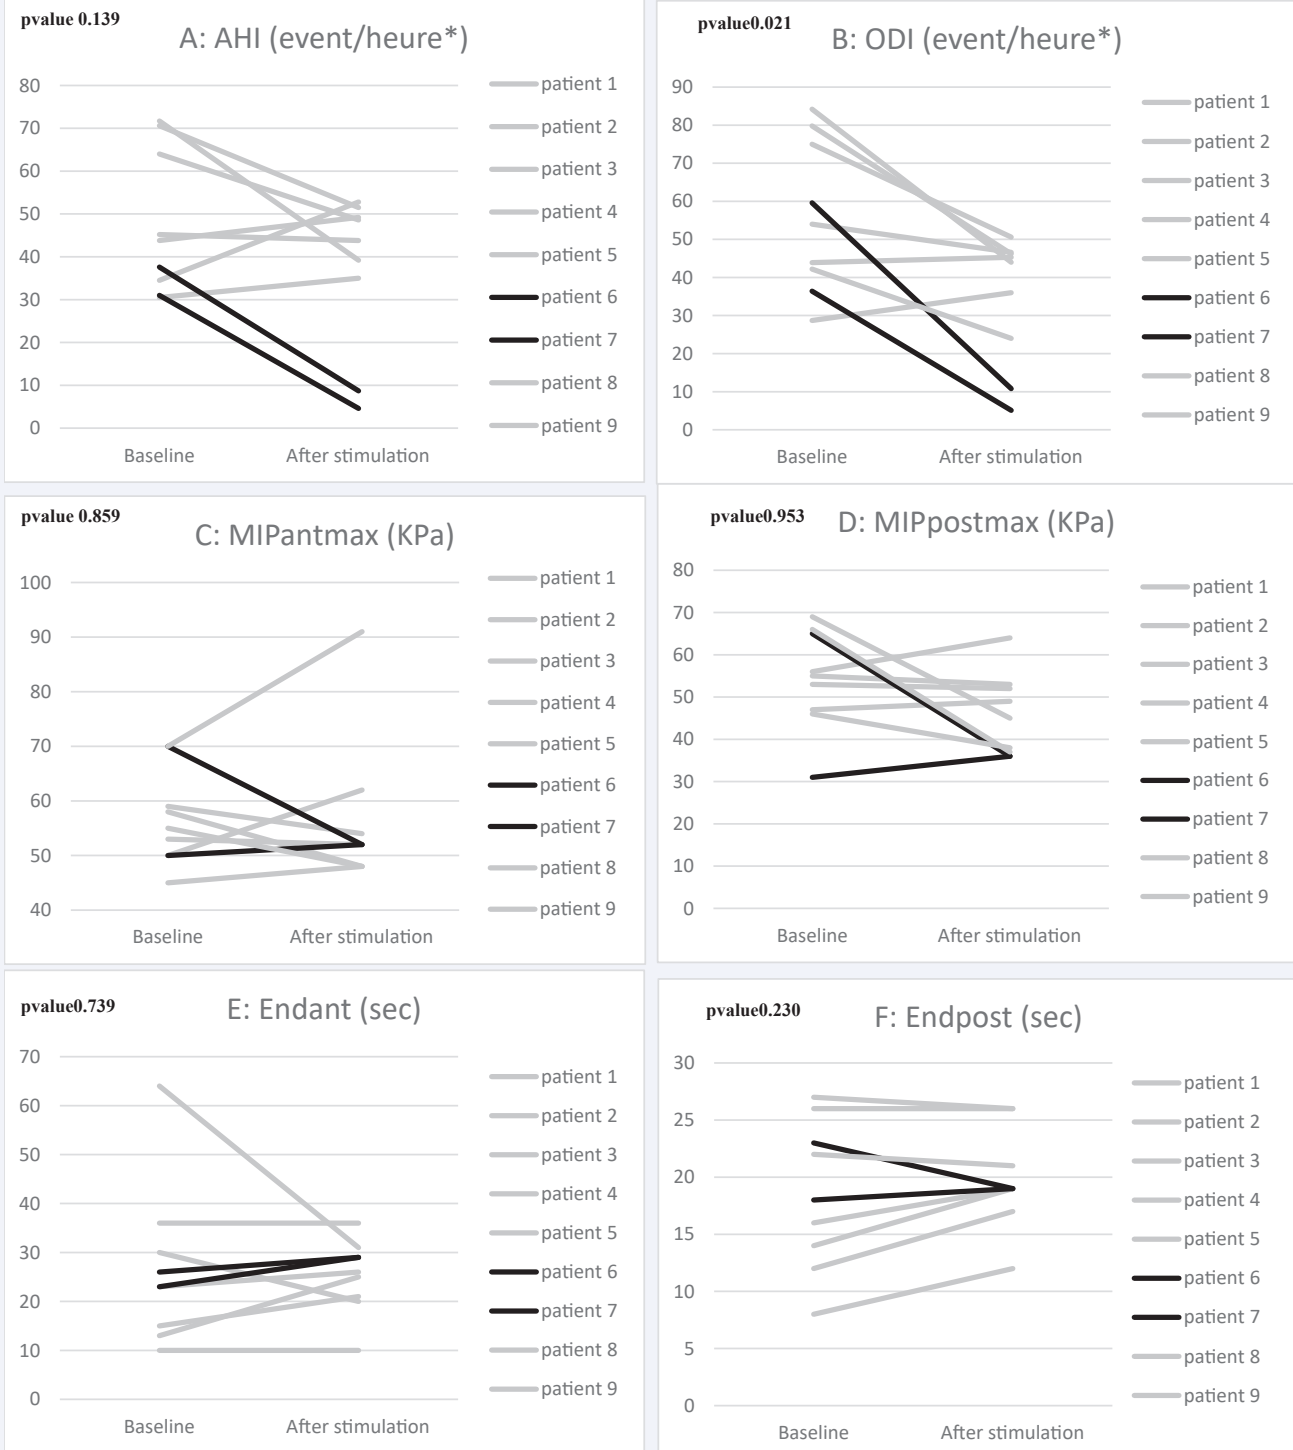 pvalue 0.139
A: AHI (event/heure*)
80
70
60
50
40
30
20
10
0
Baseline
After stimulation
patient 1
patient 2
patient 3
patient 4
patient 5
patient 6
patient 7
patient 8
patient 9
pvalue0.021
B: ODI (event/heure*)
90
80
70
60
50
40
30
20
10
0
Baseline
After stimulation
patient 1
patient 2
patient 3
patient 4
patient 5
patient 6
patient 7
patient 8
patient 9
pvalue 0.859
C: MIPantmax (KPa)
100
90
80
70
60
50
40
Baseline
After stimulation
patient 1
patient 2
patient 3
patient 4
patient 5
patient 6
patient 7
patient 8
patient 9
pvalue0.953
D: MIPpostmax (KPa)
80
70
60
50
40
30
20
10
0
Baseline
After stimulation
patient 1
patient 2
patient 3
patient 4
patient 5
patient 6
patient 7
patient 8
patient 9
pvalue0.739
E: Endant (sec)
70
60
50
40
30
20
10
0
Baseline
After stimulation
patient 1
patient 2
patient 3
patient 4
patient 5
patient 6
patient 7
patient 8
patient 9
pvalue0.230
F: Endpost (sec)
30
25
20
15
10
5
0
Baseline
After stimulation
patient 1
patient 2
patient 3
patient 4
patient 5
patient 6
patient 7
patient 8
patient 9